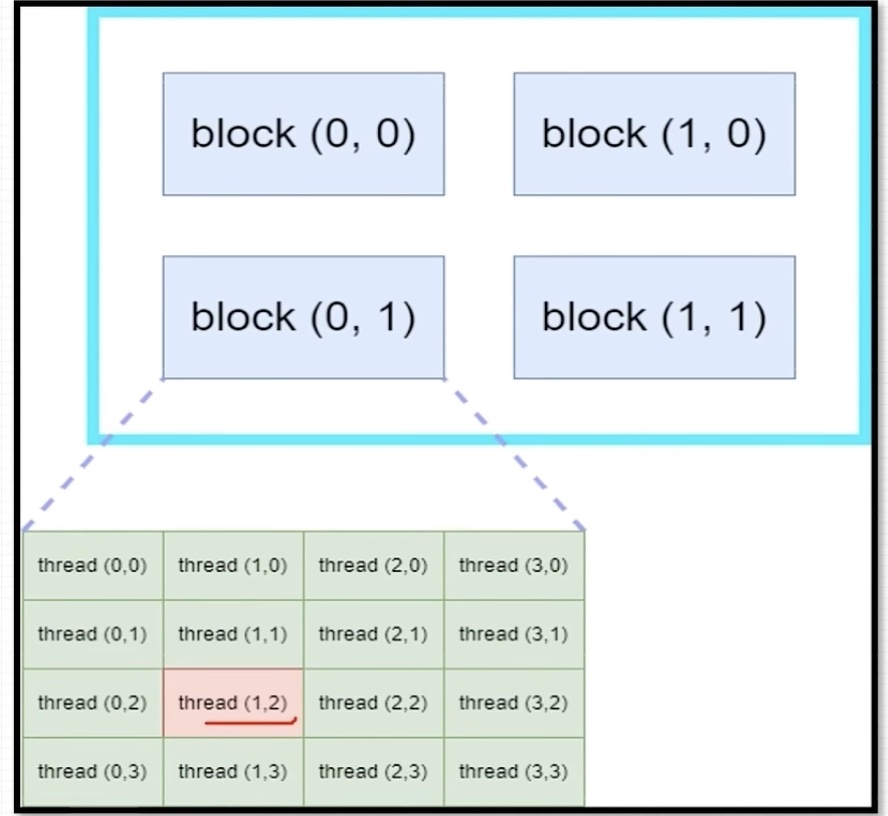 block (0, 0) block (1, 0)
block (0, 1) block (1, 1)
thread (0,0) thread (1,0) thread (2,0) thread (3,0)
thread (0,1) thread (1,1) thread (2,1) thread (3,1)
thread (0,2) thread (1,2) thread (2,2) thread (3,2)
thread (0,3) thread (1,3) thread (2,3) thread (3,3)